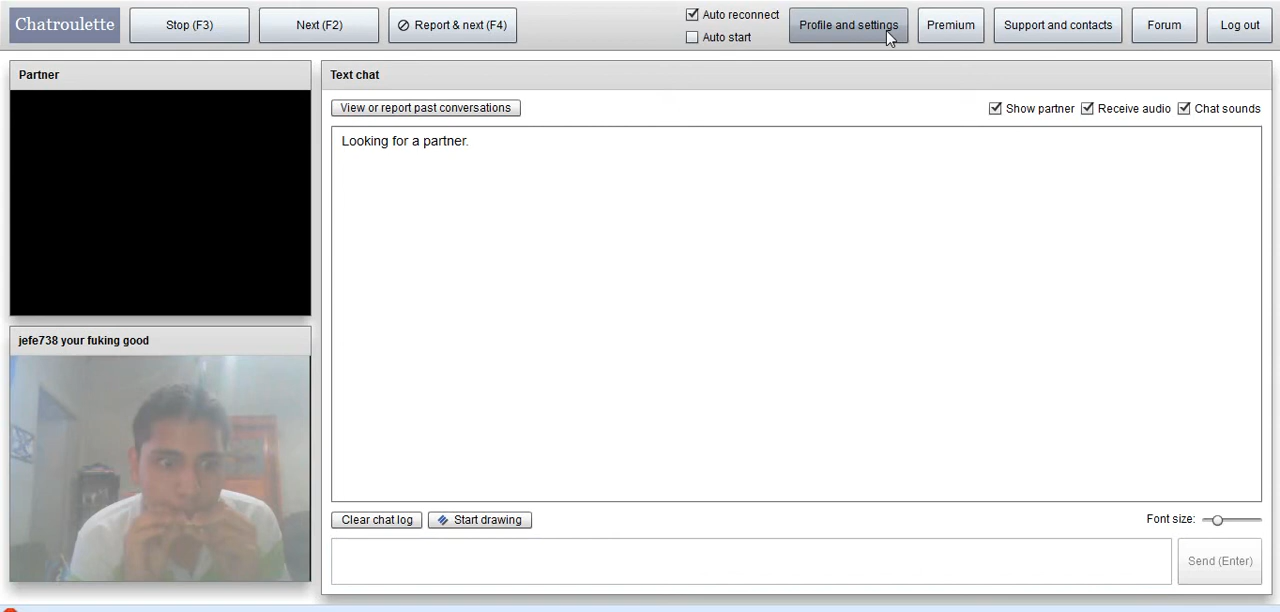 Chatroulette
Stop (F3)
Next (F2)
Report & next (F4)
Auto reconnect
Auto start
Profile and settings
Premium
Support and contacts
Forum
Log out
Partner
Text chat
View or report past conversations
Show partner
Receive audio
Chat sounds
Looking for a partner.
jefe738 your fuking good
Clear chat log
Start drawing
Font size:
Send (Enter)